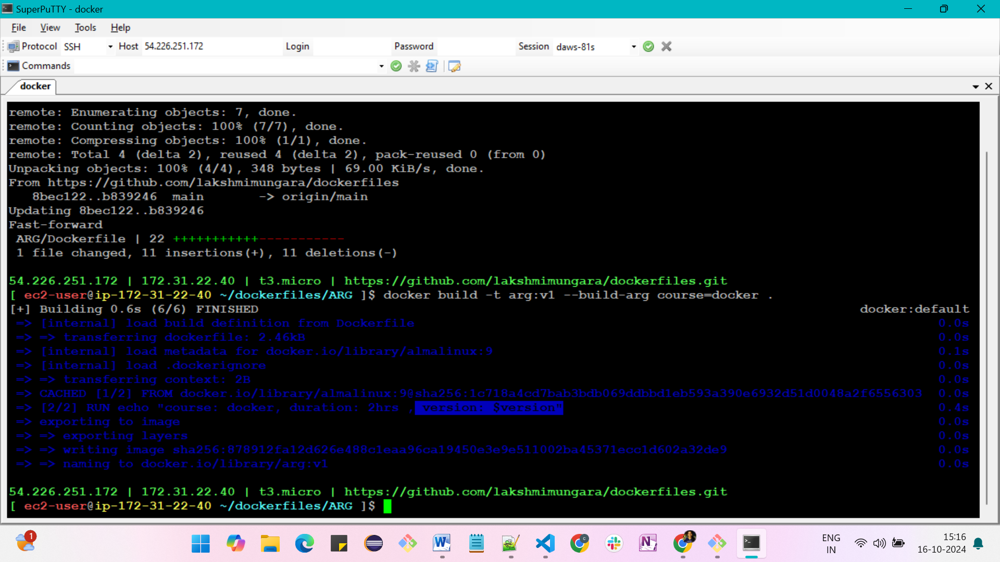 SuperPuTTY - docker
File View Tools Help
Protocol SSH Host 54.226.251.172 Login Password Session daws-81s
Commands
docker
remote: Enumerating objects: 7, done.
remote: Counting objects: 100% (7/7), done.
remote: Compressing objects: 100% (1/1), done.
remote: Total 4 (delta 2), reused 4 (delta 2), pack-reused 0 (from 0)
Unpacking objects: 100% (4/4), 348 bytes | 69.00 KiB/s, done.
From https://github.com/lakshmimungara/dockerfiles
   8bec122..b839246  main       -> origin/main
Updating 8bec122..b839246
Fast-forward
 ARG/Dockerfile | 22 +++++++++++-----------
 1 file changed, 11 insertions(+), 11 deletions(-)
54.226.251.172 | 172.31.22.40 | t3.micro | https://github.com/lakshmimungara/dockerfiles.git
[ ec2-user@ip-172-31-22-40 ~/dockerfiles/ARG ]$ docker build -t arg:v1 --build-arg course=docker .
[+] Building 0.6s (6/6) FINISHED docker:default
=> [internal] load build definition from Dockerfile 0.0s
=> => transferring dockerfile: 2.46kB 0.0s
=> [internal] load metadata for docker.io/library/almalinux:9 0.1s
=> [internal] load .dockerignore 0.0s
=> => transferring context: 2B 0.0s
=> CACHED [1/2] FROM docker.io/library/almalinux:9@sha256:1c718a4cd7bab3bdb069ddbbd1eb593a390e6932d51d0048a2f6556303 0.0s
=> [2/2] RUN echo "course: docker, duration: 2hrs , version: $version" 0.4s
=> exporting to image 0.0s
=> => exporting layers 0.0s
=> => writing image sha256:878912fa12d626e488c1eaa96ca19450e3e9e511002ba45371ecc1d602a32de9 0.0s
=> => naming to docker.io/library/arg:v1 0.0s
54.226.251.172 | 172.31.22.40 | t3.micro | https://github.com/lakshmimungara/dockerfiles.git
[ ec2-user@ip-172-31-22-40 ~/dockerfiles/ARG ]$
1
ENG 15:16
IN 16-10-2024